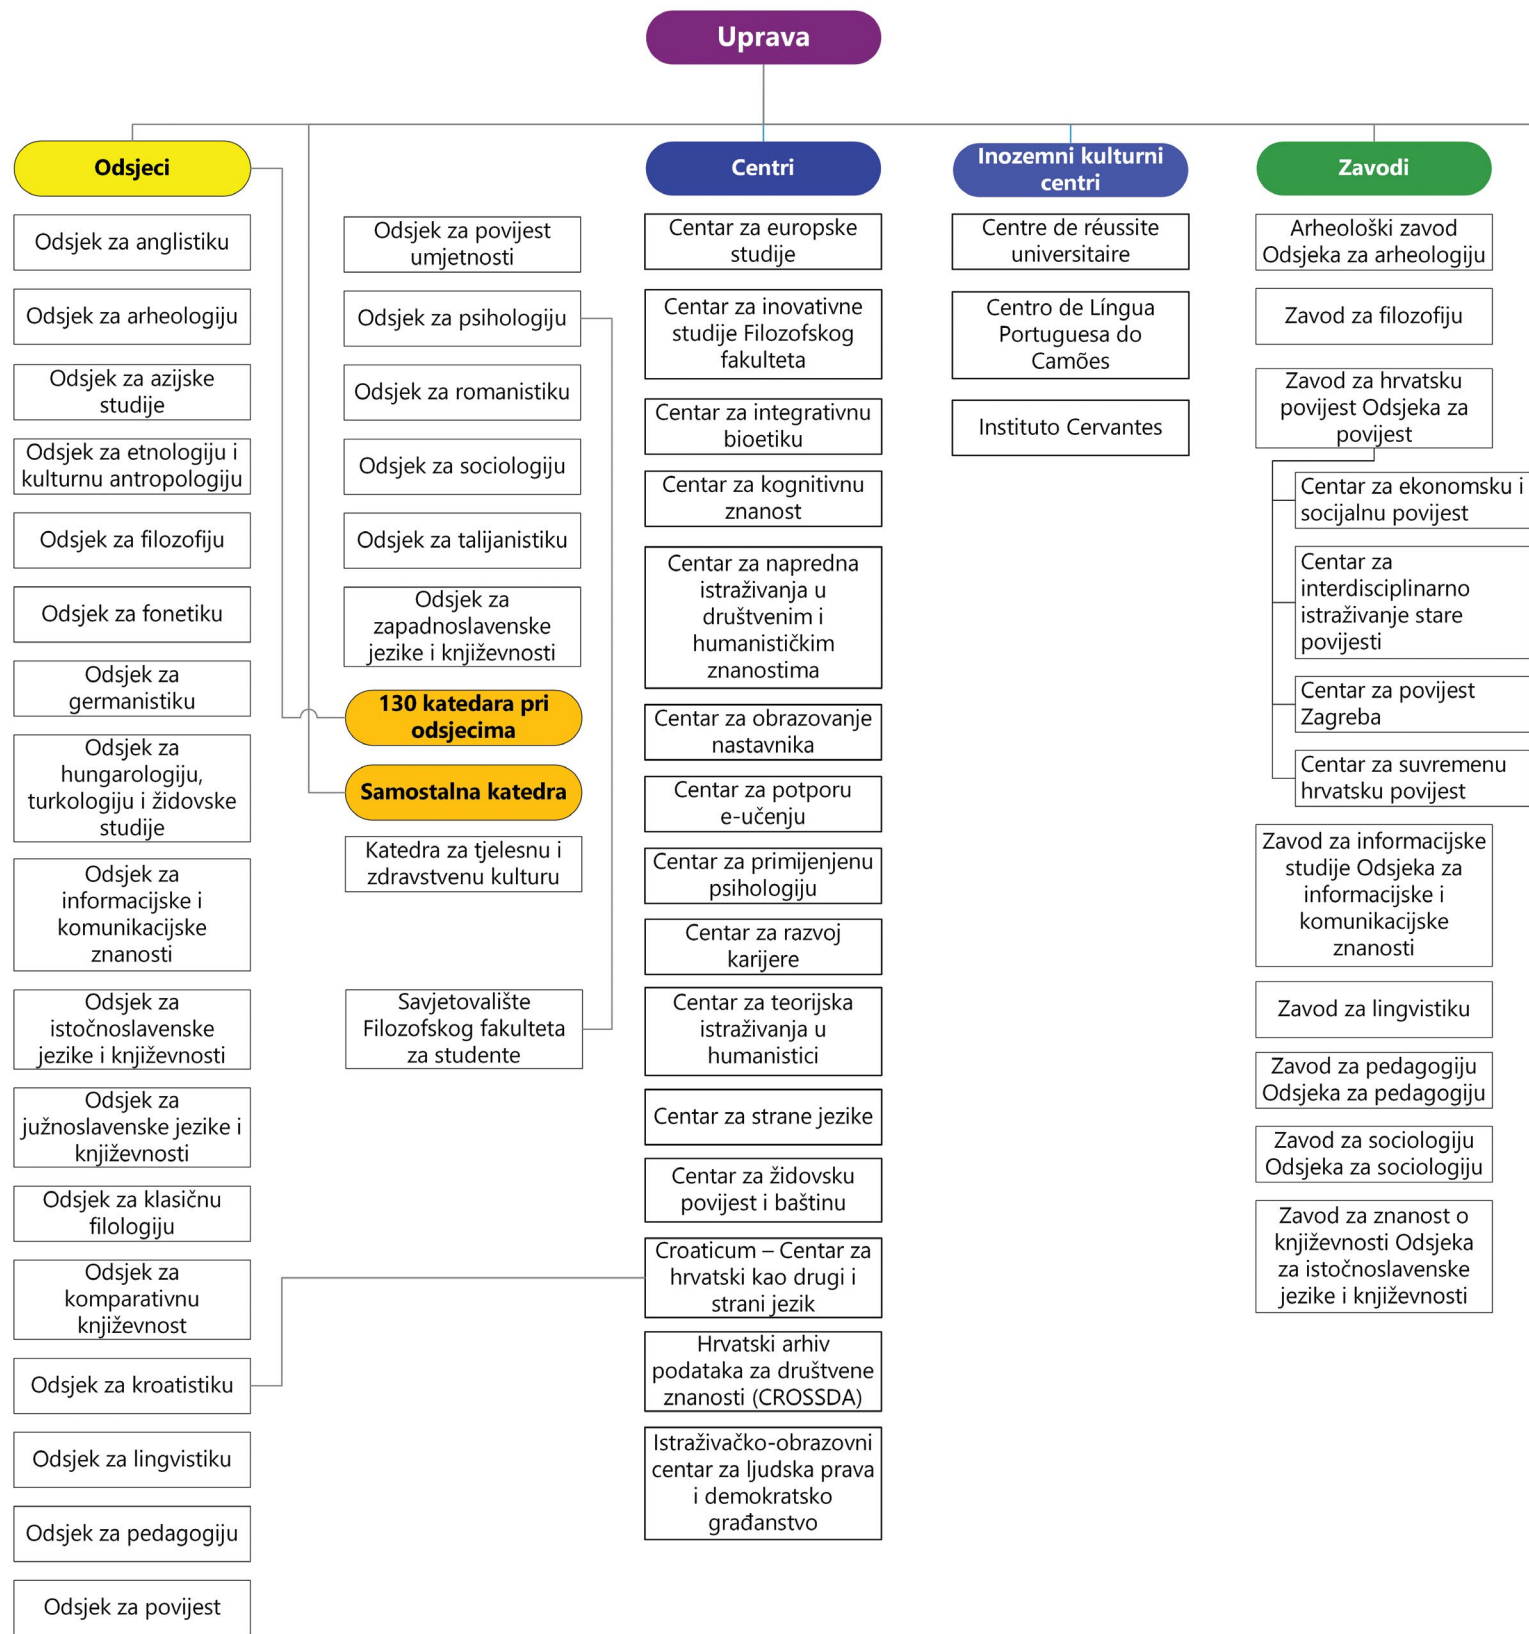 Uprava
Odsjeci
Odsjek za anglistiku
Odsjek za arheologiju
Odsjek za azijske
studije
Odsjek za etnologiju i
kulturnu antropologiju
Odsjek za filozofiju
Odsjek za fonetiku
Odsjek za
germanistiku
Odsjek za
hungarologiju,
turkologiju i židovske
studije
Odsjek za
informacijske i
komunikacijske
znanosti
Odsjek za
istočnoslavenske
jezike i književnosti
Odsjek za
južnoslavenske jezike i
književnosti
Odsjek za klasičnu
filologiju
Odsjek za
komparativnu
književnost
Odsjek za kroatistiku
Odsjek za lingvistiku
Odsjek za pedagogiju
Odsjek za povijest
Odsjek za povijest
umjetnosti
Odsjek za psihologiju
Odsjek za romanistiku
Odsjek za sociologiju
Odsjek za talijanistiku
Odsjek za
zapadnoslavenske
jezike i književnosti
130 katedara pri
odsjecima
Samostalna katedra
Katedra za tjelesnu i
zdravstvenu kulturu
Savjetovalište
Filozofskog fakulteta
za studente
Centri
Centar za europske
studije
Centar za inovativne
studije Filozofskog
fakulteta
Centar za integrativnu
bioetiku
Centar za kognitivnu
znanost
Centar za napredna
istraživanja u
društvenim i
humanističkim
znanostima
Centar za obrazovanje
nastavnika
Centar za potporu
e-učenju
Centar za primijenjenu
psihologiju
Centar za razvoj
karijere
Centar za teorijska
istraživanja u
humanistici
Centar za strane jezike
Centar za židovsku
povijest i baštinu
Croaticum – Centar za
hrvatski kao drugi i
strani jezik
Hrvatski arhiv
podataka za društvene
znanosti (CROSSDA)
Istraživačko-obrazovni
centar za ljudska prava
i demokratsko
građanstvo
Inozemni kulturni
centri
Centre de réussite
universitaire
Centro de Língua
Portuguesa do
Camões
Instituto Cervantes
Zavodi
Arheološki zavod
Odsjeka za arheologiju
Zavod za filozofiju
Zavod za hrvatsku
povijest Odsjeka za
povijest
Centar za ekonomsku i
socijalnu povijest
Centar za
interdisciplinarno
istraživanje stare
povijesti
Centar za povijest
Zagreba
Centar za suvremenu
hrvatsku povijest
Zavod za informacijske
studije Odsjeka za
informacijske i
komunikacijske
znanosti
Zavod za lingvistiku
Zavod za pedagogiju
Odsjeka za pedagogiju
Zavod za sociologiju
Odsjeka za sociologiju
Zavod za znanost o
književnosti Odsjeka
za istočnoslavenske
jezike i književnosti